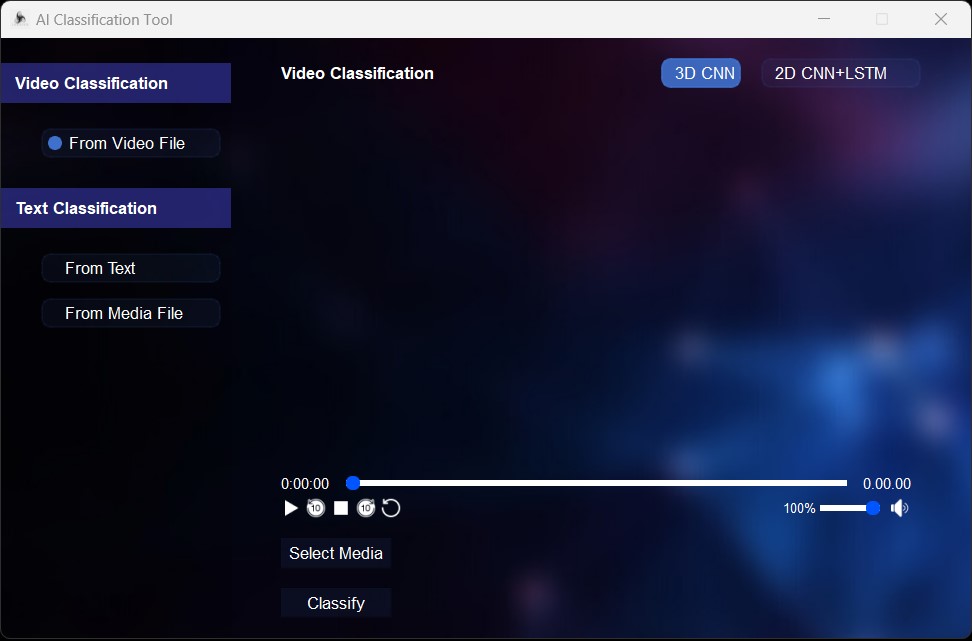 AI Classification Tool
Video Classification
From Video File
Text Classification
From Text
From Media File
Video Classification
3D CNN
2D CNN+LSTM
0:00:00
0.00.00
10
10
100%
Select Media
Classify